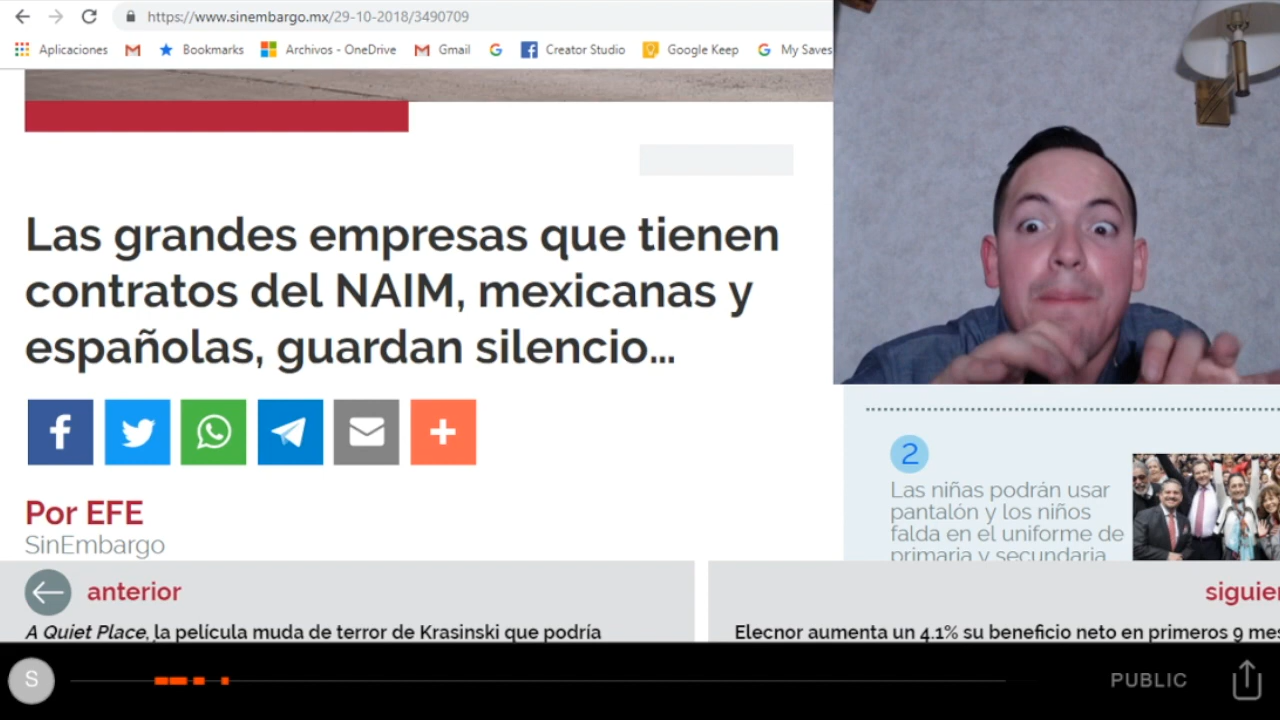 https://www.sinembargo.mx/29-10-2018/3490709
Aplicaciones
Bookmarks
Archivos - OneDrive
Gmail
Creator Studio
Google Keep
My Saves
Las grandes empresas que tienen
contratos del NAIM, mexicanas y
españolas, guardan silencio...
Por EFE
SinEmbargo
2
Las niñas podrán usar
pantalón y los niños
falda en el uniforme de
primaria y secundaria
anterior
A Quiet Place, la película muda de terror de Krasinski que podría
siguien
Elecnor aumenta un 4.1% su beneficio neto en primeros 9 mes
S
PUBLIC